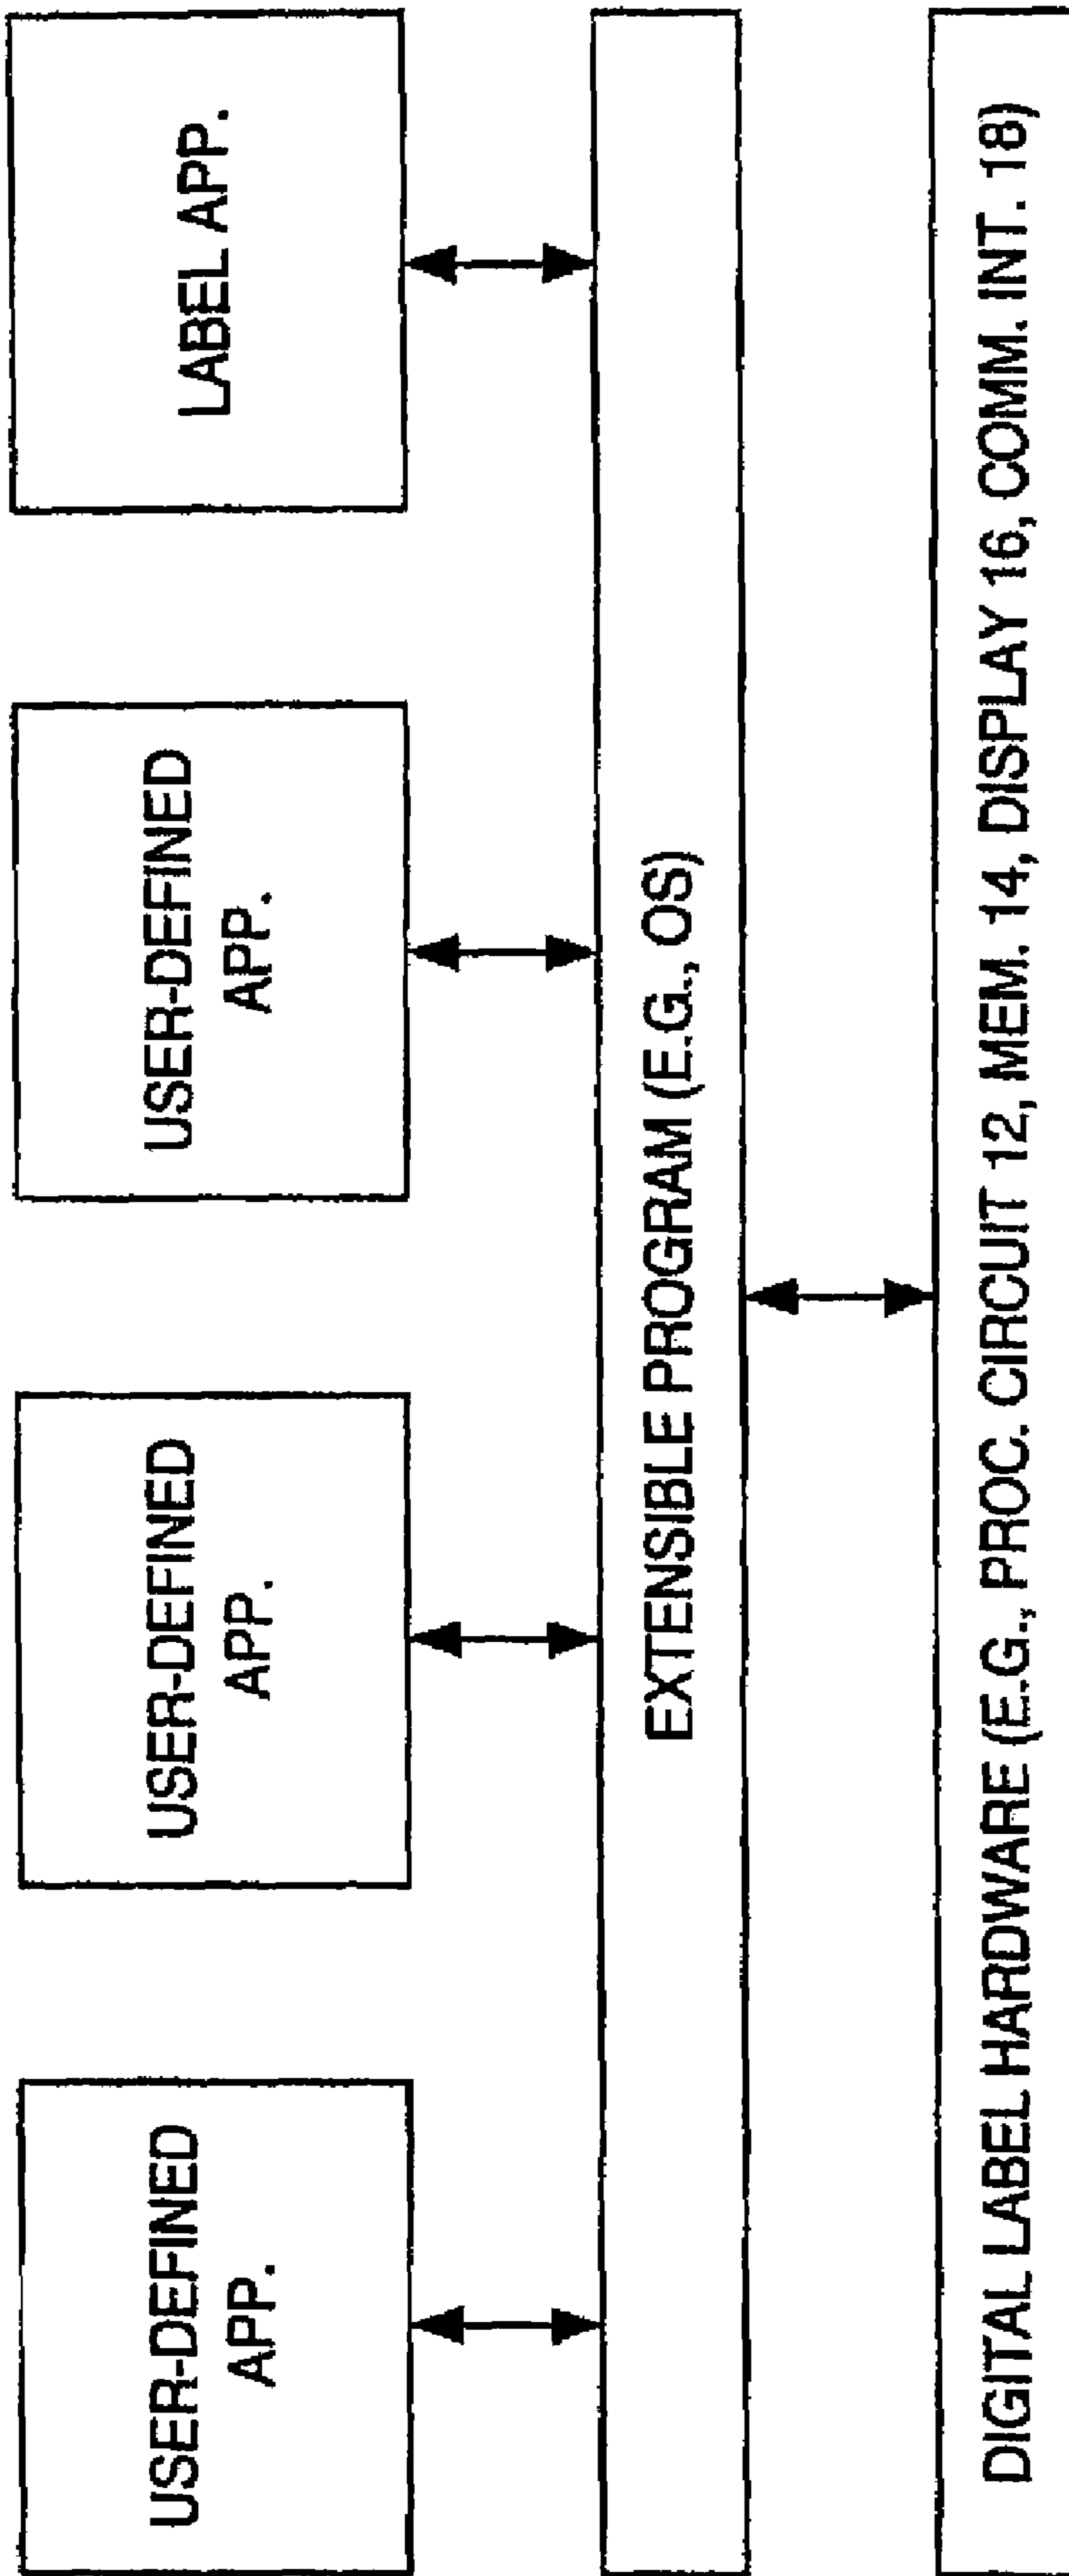 USER-DEFINED
APP.
USER-DEFINED
APP.
USER-DEFINED
APP.
LABEL APP.
EXTENSIBLE PROGRAM (E.G., OS)
DIGITAL LABEL HARDWARE (E.G., PROC. CIRCUIT 12, MEM. 14, DISPLAY 16, COMM. INT. 18)